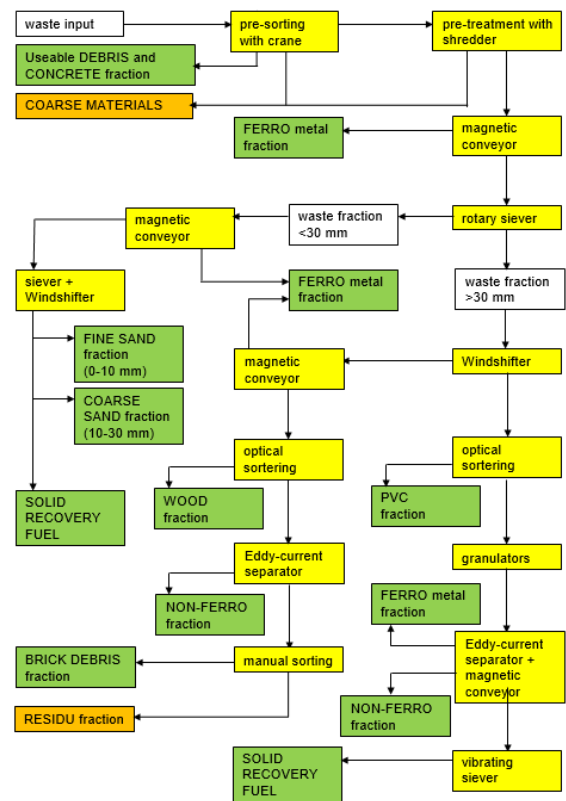 waste input
pre-sorting
with crane
pre-treatment with
shredder
Useable DEBRIS and
CONCRETE fraction
COARSE MATERIALS
FERRO metal
fraction
magnetic
conveyor
magnetic
conveyor
waste fraction
<30 mm
rotary siever
siever +
Windshifter
FERRO metal
fraction
waste fraction
>30 mm
FINE SAND
fraction
(0-10 mm)
magnetic
conveyor
Windshifter
COARSE
SAND fraction
(10-30 mm)
optical
sortering
optical
sortering
SOLID
RECOVERY
FUEL
WOOD
fraction
PVC
fraction
Eddy-current
separator
granulators
NON-FERRO
fraction
FERRO metal
fraction
BRICK DEBRIS
fraction
manual sorting
Eddy-current
separator +
magnetic
conveyor
NON-FERRO
fraction
RESIDU fraction
SOLID
RECOVERY
FUEL
vibrating
siever